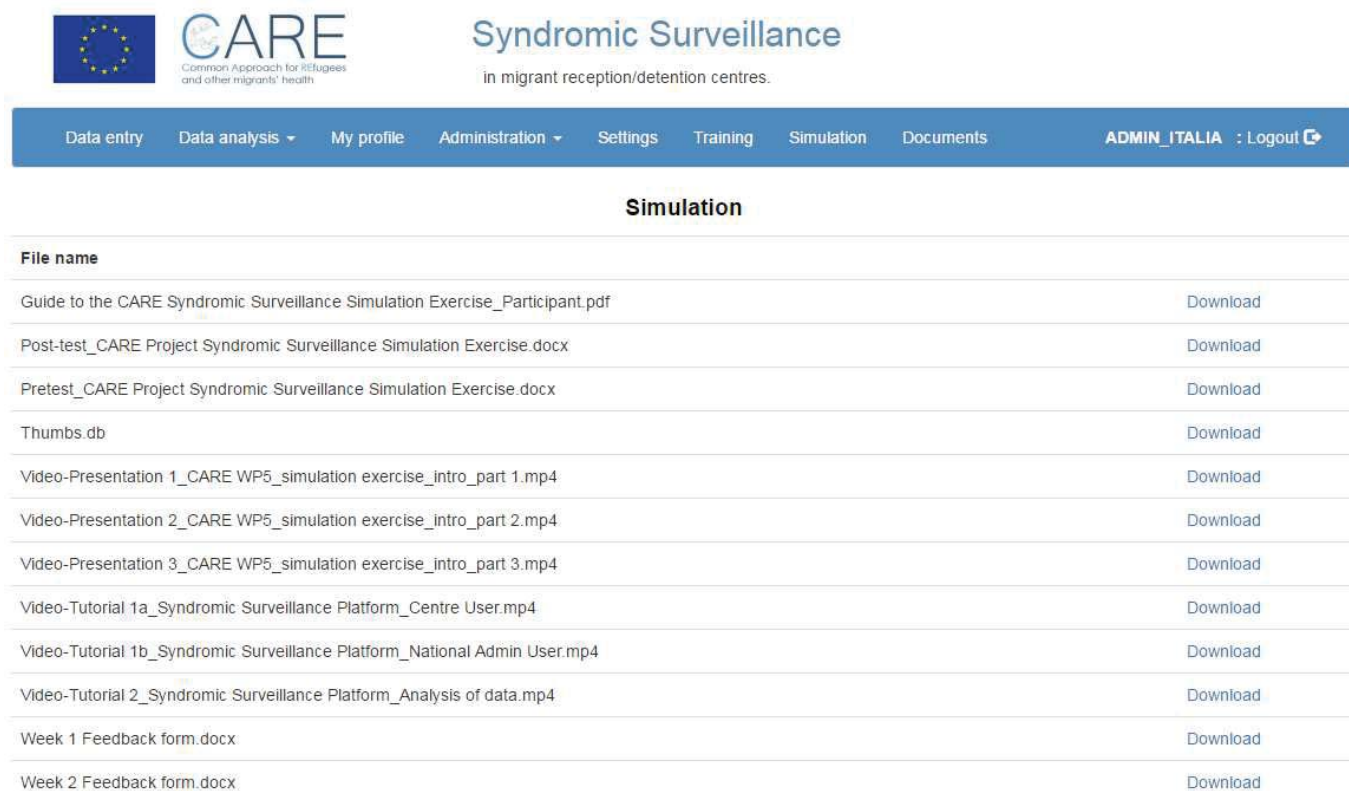 CARE
Common Approach for REfugees
and other migrants' health
Syndromic Surveillance
in migrant reception/detention centres.
Data entry Data analysis My profile Administration Settings Training Simulation Documents ADMIN_ITALIA : Logout
Simulation
File name
Guide to the CARE Syndromic Surveillance Simulation Exercise_Participant.pdf Download
Post-test_CARE Project Syndromic Surveillance Simulation Exercise.docx Download
Pretest_CARE Project Syndromic Surveillance Simulation Exercise.docx Download
Thumbs.db Download
Video-Presentation 1_CARE WP5_simulation exercise_intro_part 1.mp4 Download
Video-Presentation 2_CARE WP5_simulation exercise_intro_part 2.mp4 Download
Video-Presentation 3_CARE WP5_simulation exercise_intro_part 3.mp4 Download
Video-Tutorial 1a_Syndromic Surveillance Platform_Centre User.mp4 Download
Video-Tutorial 1b_Syndromic Surveillance Platform_National Admin User.mp4 Download
Video-Tutorial 2_Syndromic Surveillance Platform_Analysis of data.mp4 Download
Week 1 Feedback form.docx Download
Week 2 Feedback form.docx Download